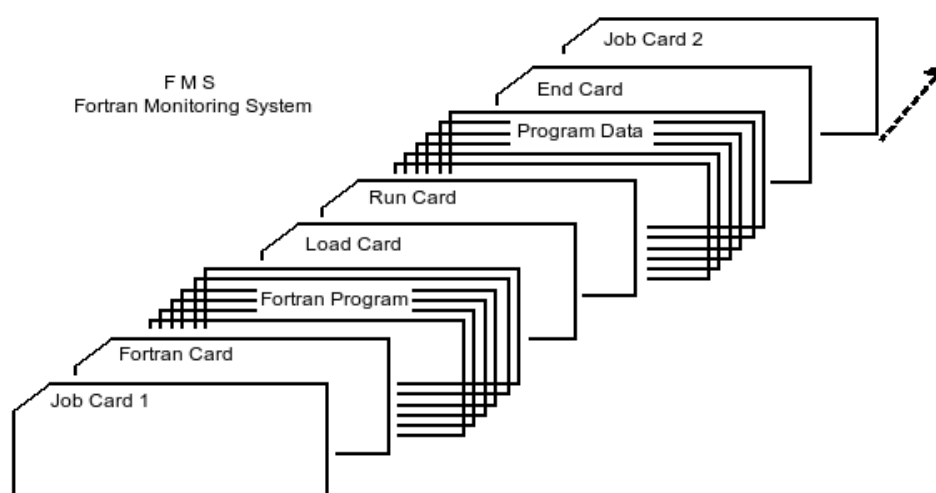 Job Card 2
F M S
Fortran Monitoring System
End Card
Program Data
Run Card
Load Card
Fortran Program
Fortran Card
Job Card 1